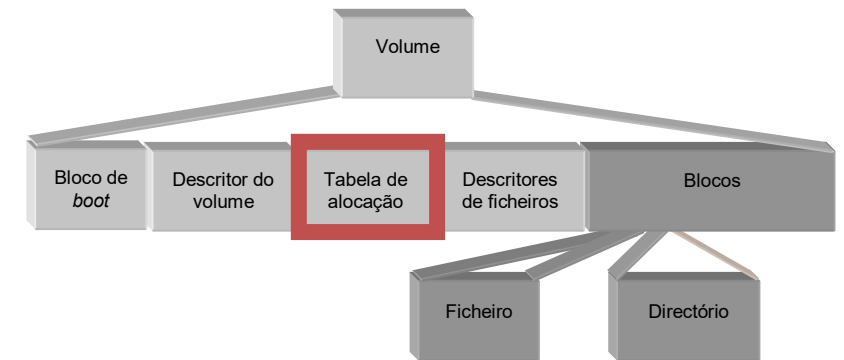 Volume
Bloco de
boot
Descritor do
volume
Tabela de
alocação
Descritores
de ficheiros
Blocos
Ficheiro
Directório